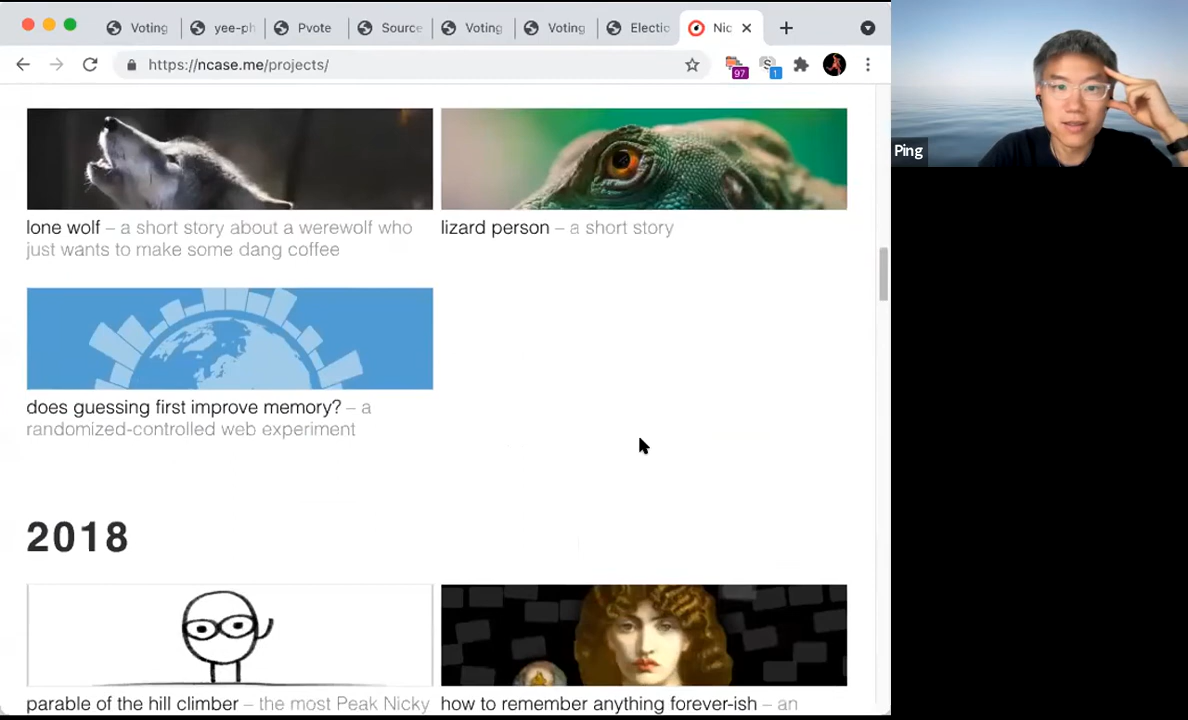 Voting
yee-ph
Pvote
Source
Voting
Voting
Electio
Nic
https://ncase.me/projects/
97
1
Ping
lone wolf – a short story about a werewolf who
just wants to make some dang coffee
lizard person – a short story
does guessing first improve memory? – a
randomized-controlled web experiment
2018
parable of the hill climber – the most Peak Nicky
how to remember anything forever-ish – an